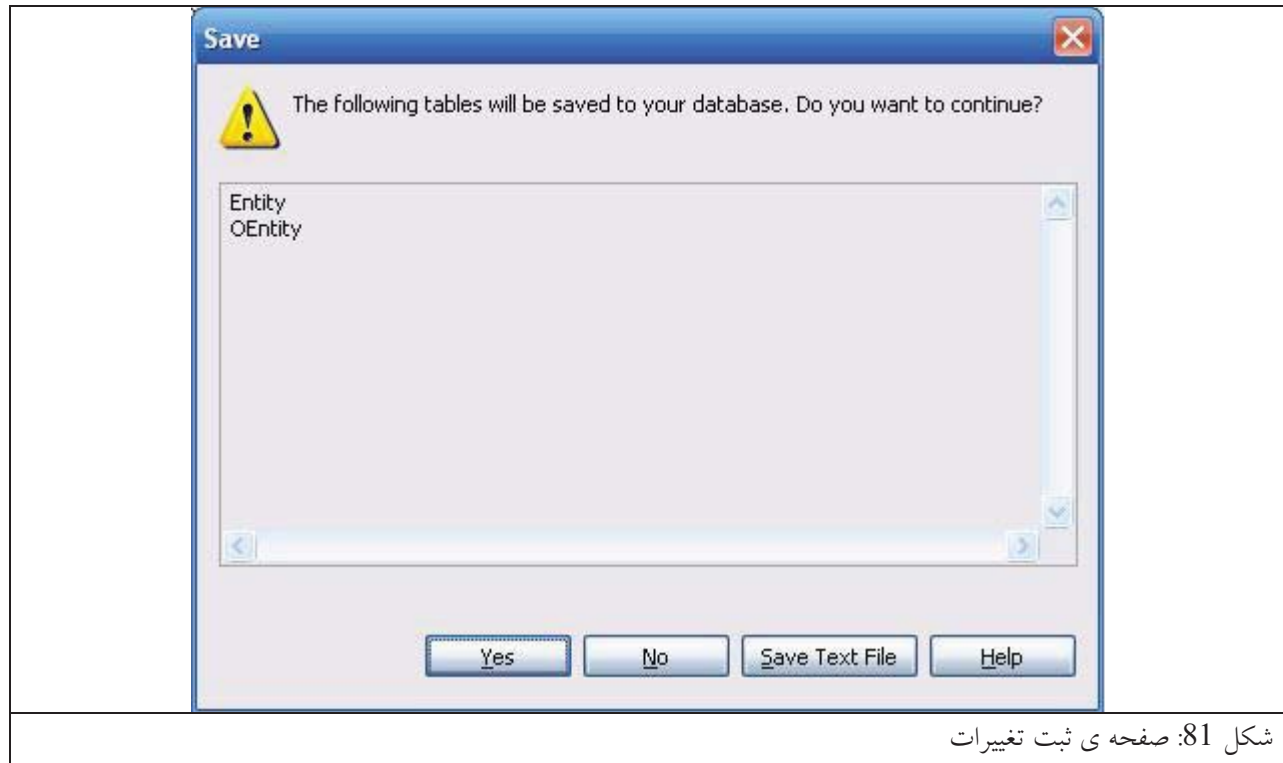 Save
The following tables will be saved to your database. Do you want to continue?
Entity
OEntity
Yes
No
Save Text File
Help
شکل 81: صفحه ی ثبت تغییرات